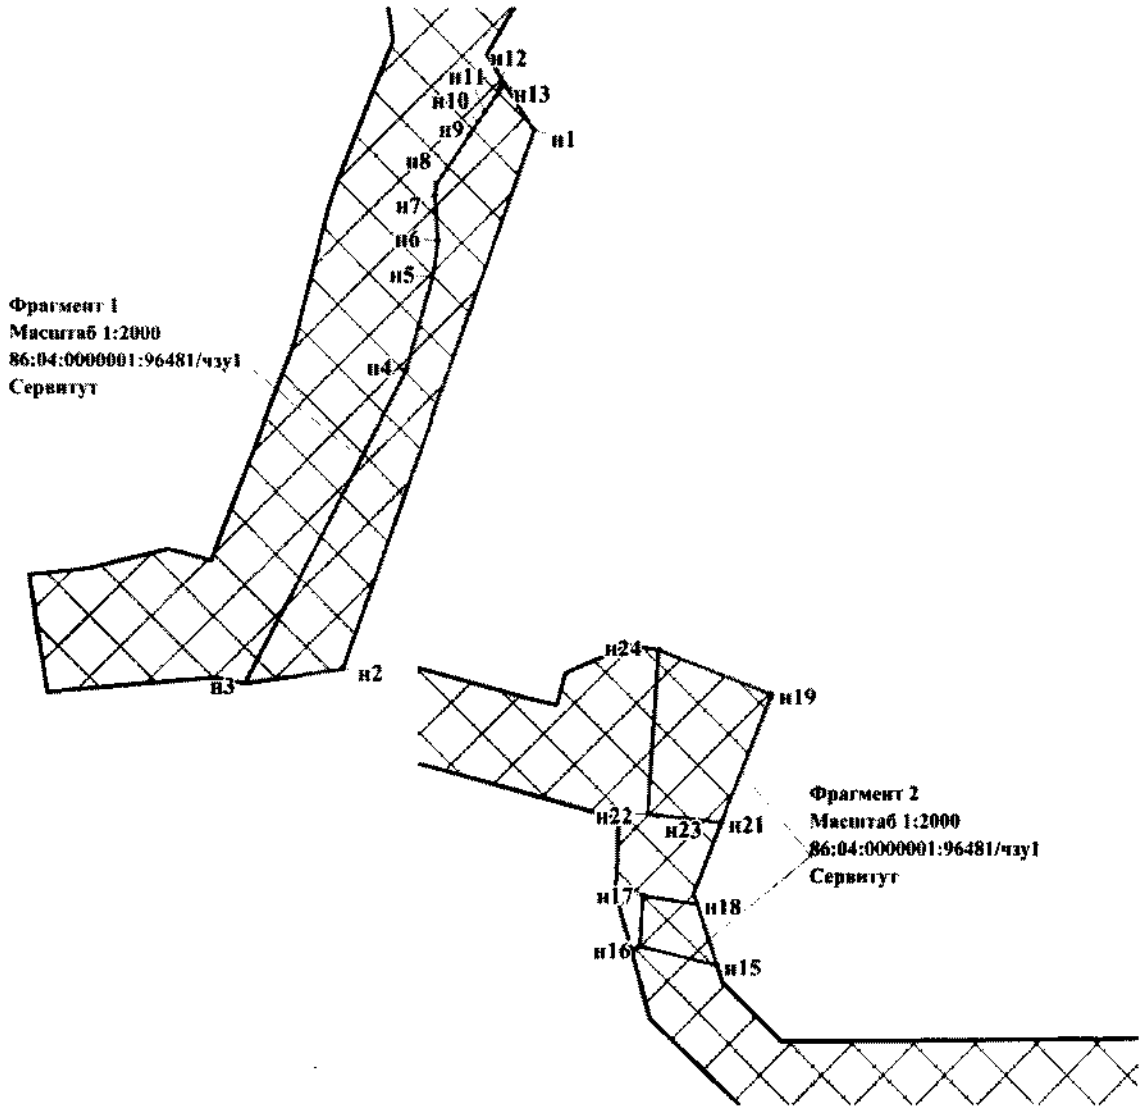 н12
н11
н13
н10
н9
н1
н8
н7
н6
н5
Фрагмент 1
Масштаб 1:2000
86:04:0000001:96481/чзу1
Сервитут
н4
н2
н3
н24
н19
Фрагмент 2
Масштаб 1:2000
86:04:0000001:96481/чзу1
Сервитут
н22
н23
н21
н17
н18
н16
н15